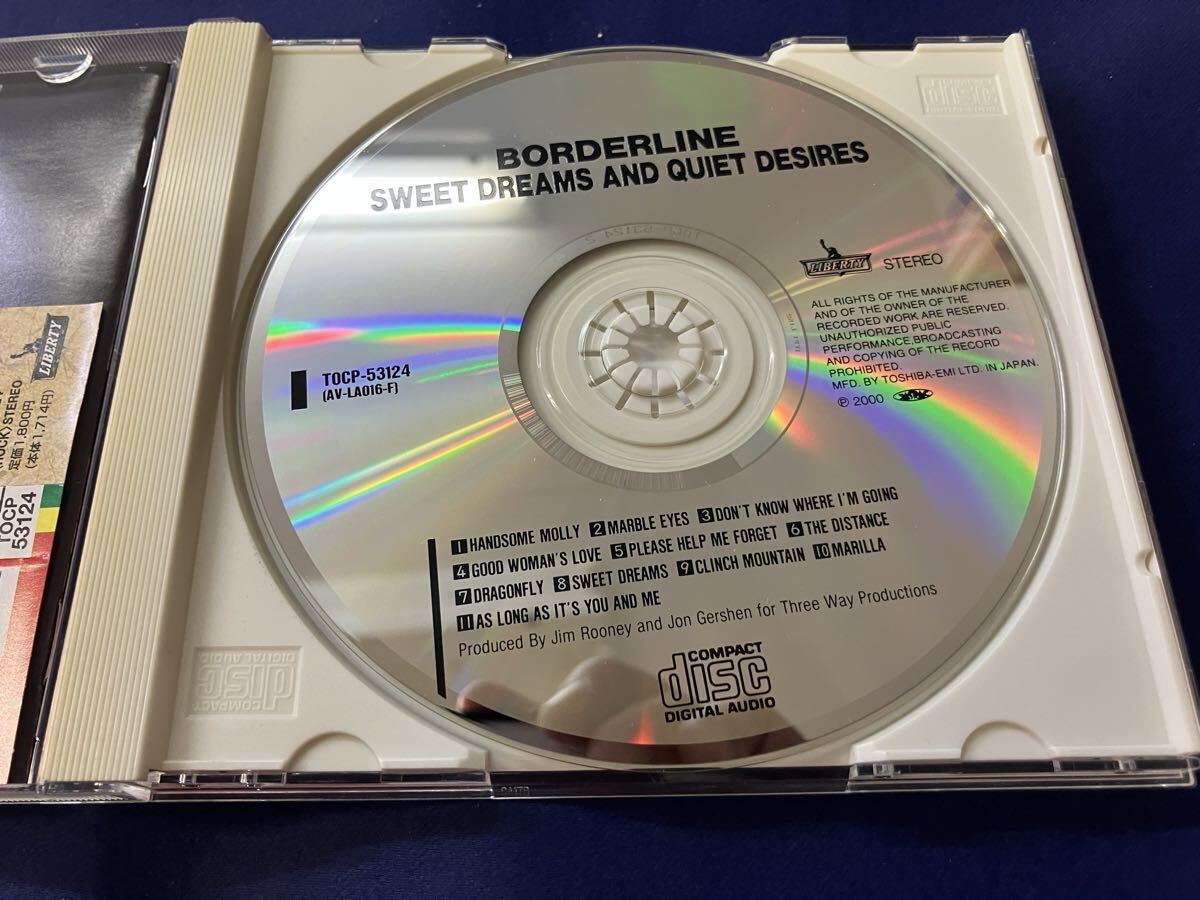 BORDERLINE
SWEET DREAMS AND QUIET DESIRES
LIBERTY STEREO
ALL RIGHTS OF THE MANUFACTURER
AND OF THE OWNER OF THE
RECORDED WORK ARE RESERVED.
UNAUTHORIZED PUBLIC
PERFORMANCE,BROADCASTING
AND COPYING OF THE RECORD
PROHIBITED.
MFD. BY TOSHIBA-EMI LTD. IN JAPAN.
℗ 2000
TOCP-53124
(AV-LA016-F)
1 HANDSOME MOLLY 2 MARBLE EYES 3 DON'T KNOW WHERE I'M GOING
4 GOOD WOMAN'S LOVE 5 PLEASE HELP ME FORGET 6 THE DISTANCE
7 DRAGONFLY 8 SWEET DREAMS 9 CLINCH MOUNTAIN 10 MARILLA
11 AS LONG AS IT'S YOU AND ME
Produced By Jim Rooney and Jon Gershen for Three Way Productions
COMPACT
disc
DIGITAL AUDIO
COMPACT
disc
DIGITAL AUDIO
COMPACT
disc
DIGITAL AUDIO
LIBERTY
STEREO
定価1,800円
(本体1,714円)
TOCP
53124